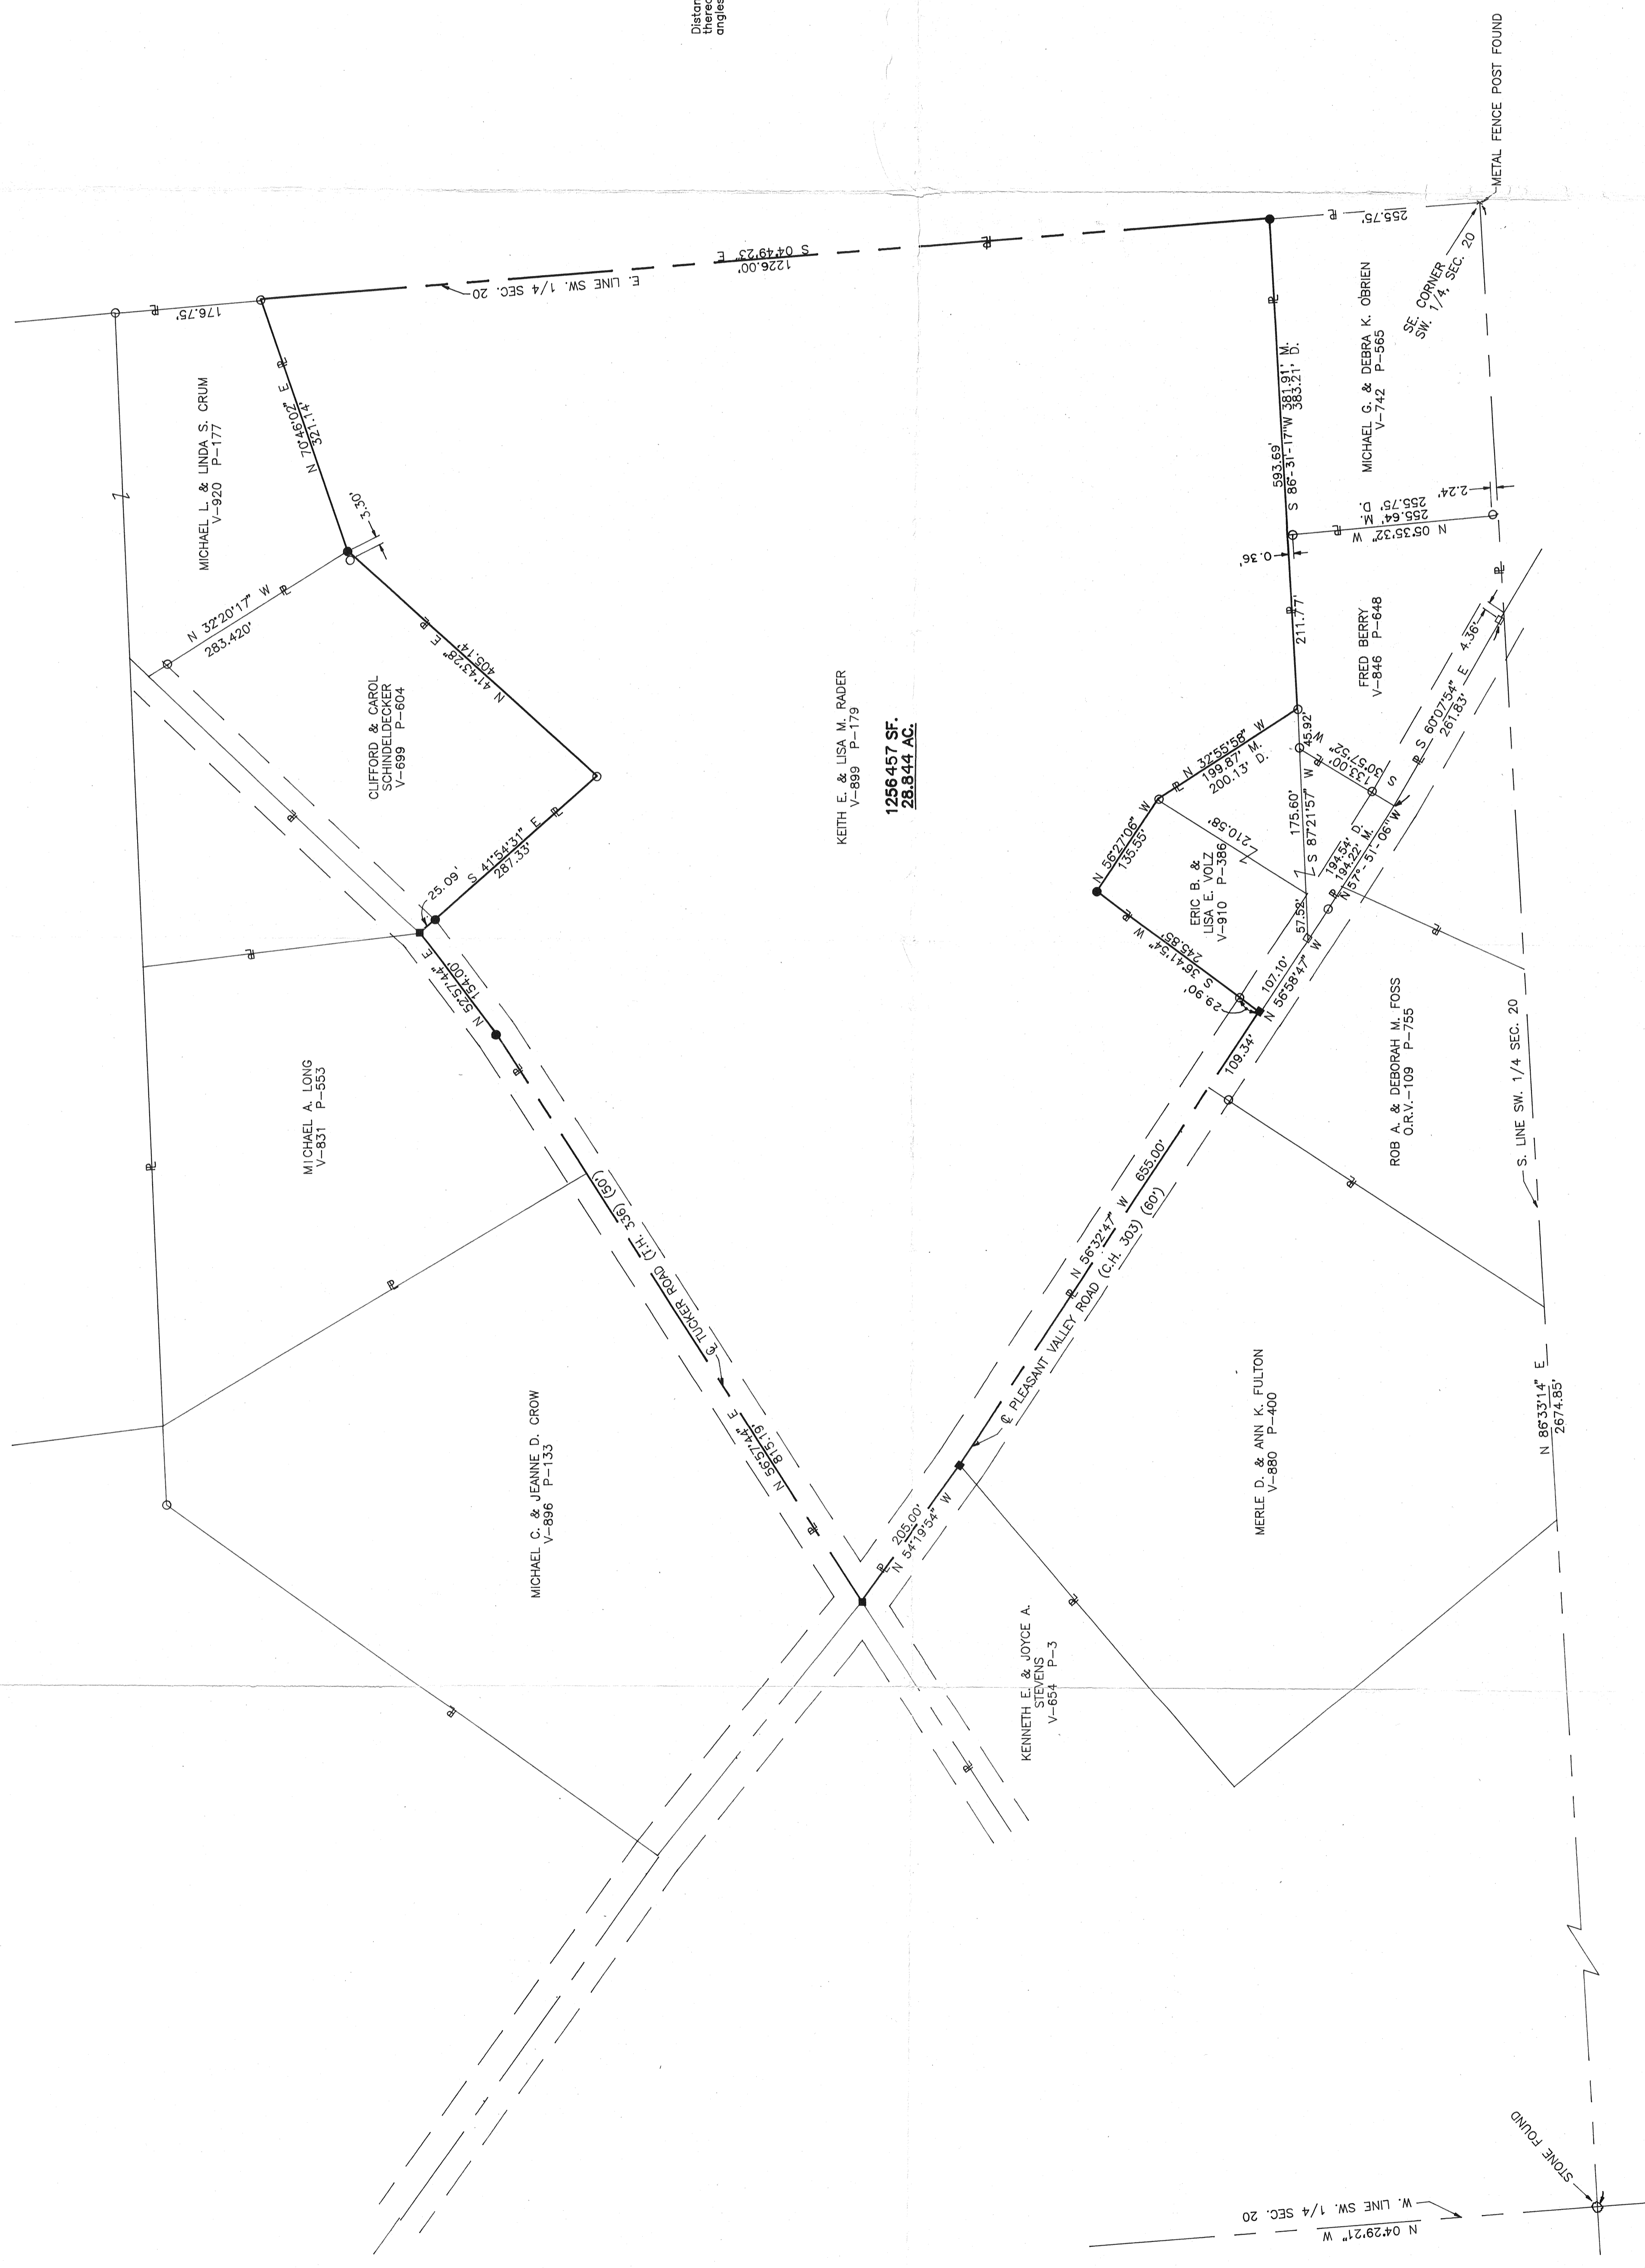 Distan
thereo
angles
METAL FENCE POST FOUND
SE. CORNER
SW. 1/4, SEC. 20
255.75'
176.75'
S 04°49'23" E
1226.00'
E. LINE SW. 1/4 SEC. 20
MICHAEL L. & LINDA S. CRUM
V-920 P-177
N 70°46'02" E
321.14'
3.30'
N 32°20'17" W
283.420'
CLIFFORD & CAROL
SCHINDELDECKER
V-699 P-604
N 41°43'28" E
405.14'
S 41°54'31" E
287.33'
25.09'
N 52°57'44" E
154.00'
MICHAEL A. LONG
V-831 P-553
MICHAEL C. & JEANNE D. CROW
V-896 P-133
TUCKER ROAD (T.H. 336) (50')
N 56°57'44" E
815.19'
KEITH E. & LISA M. RADER
V-899 P-179
1256457 SF.
28.844 AC.
593.69'
S 86°-31'-17"W 381.91' M.
383.21' D.
MICHAEL G. & DEBRA K. O'BRIEN
V-742 P-565
2.24'
N 05°35'32" W
255.64' M.
255.75' D.
0.36'
211.77'
FRED BERRY
V-846 P-648
4.36'
S 60°07'54" E
261.83'
45.92'
S 30°57'52" W
133.00'
N 32°55'58" W
199.87' M.
200.13' D.
N 56°27'06" W
135.55'
210.58'
175.60'
S 87°21'57" W
57.52'
194.54' D.
194.22' M.
N 57°-51'-06"W
ERIC B. &
LISA E. VOLZ
V-910 P-386
S 36°41'54" W
245.85'
29.90'
107.10'
N 56°58'47" W
109.34'
ROB A. & DEBORAH M. FOSS
O.R.V.-109 P-755
N 56°32'47" W 655.00'
PLEASANT VALLEY ROAD (C.H. 303) (60')
205.00'
N 54°19'54" W
MERLE D. & ANN K. FULTON
V-880 P-400
KENNETH E. & JOYCE A.
STEVENS
V-654 P-3
S. LINE SW. 1/4 SEC. 20
N 86°33'14" E
2674.85'
STONE FOUND
W. LINE SW. 1/4 SEC. 20
N 04°29'21" W